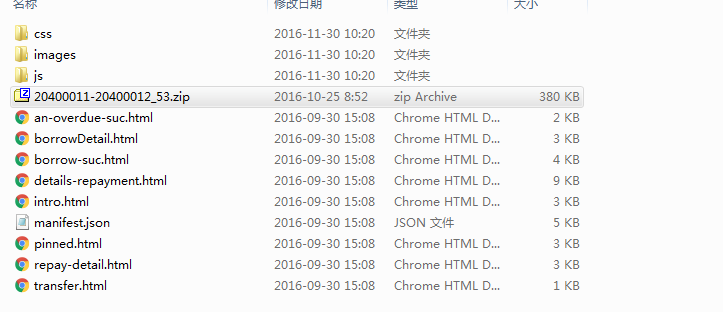 名称 修改日期 类型 大小
css 2016-11-30 10:20 文件夹
images 2016-11-30 10:20 文件夹
js 2016-11-30 10:20 文件夹
20400011-20400012_53.zip 2016-10-25 8:52 zip Archive 380 KB
an-overdue-suc.html 2016-09-30 15:08 Chrome HTML D... 2 KB
borrowDetail.html 2016-09-30 15:08 Chrome HTML D... 3 KB
borrow-suc.html 2016-09-30 15:08 Chrome HTML D... 4 KB
details-repayment.html 2016-09-30 15:08 Chrome HTML D... 9 KB
intro.html 2016-09-30 15:08 Chrome HTML D... 3 KB
manifest.json 2016-09-30 15:08 JSON 文件 5 KB
pinned.html 2016-09-30 15:08 Chrome HTML D... 3 KB
repay-detail.html 2016-09-30 15:08 Chrome HTML D... 3 KB
transfer.html 2016-09-30 15:08 Chrome HTML D... 1 KB